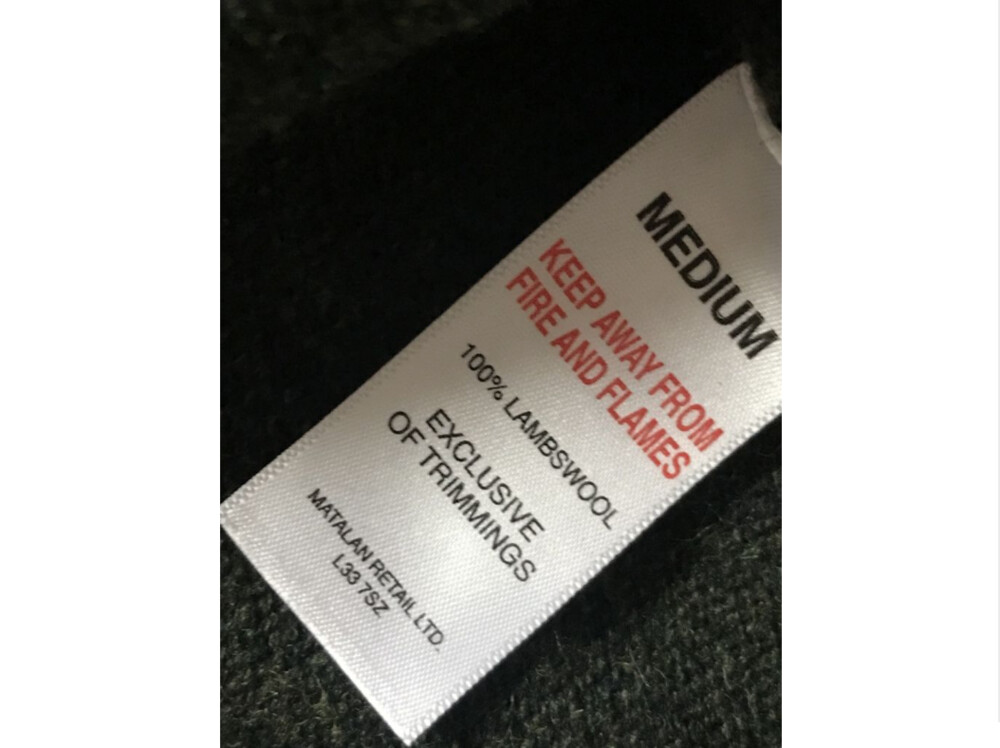 MEDIUM
KEEP AWAY FROM
FIRE AND FLAMES
100% LAMBSWOOL
EXCLUSIVE
OF TRIMMINGS
MATALAN RETAIL LTD.
L33 7SZ